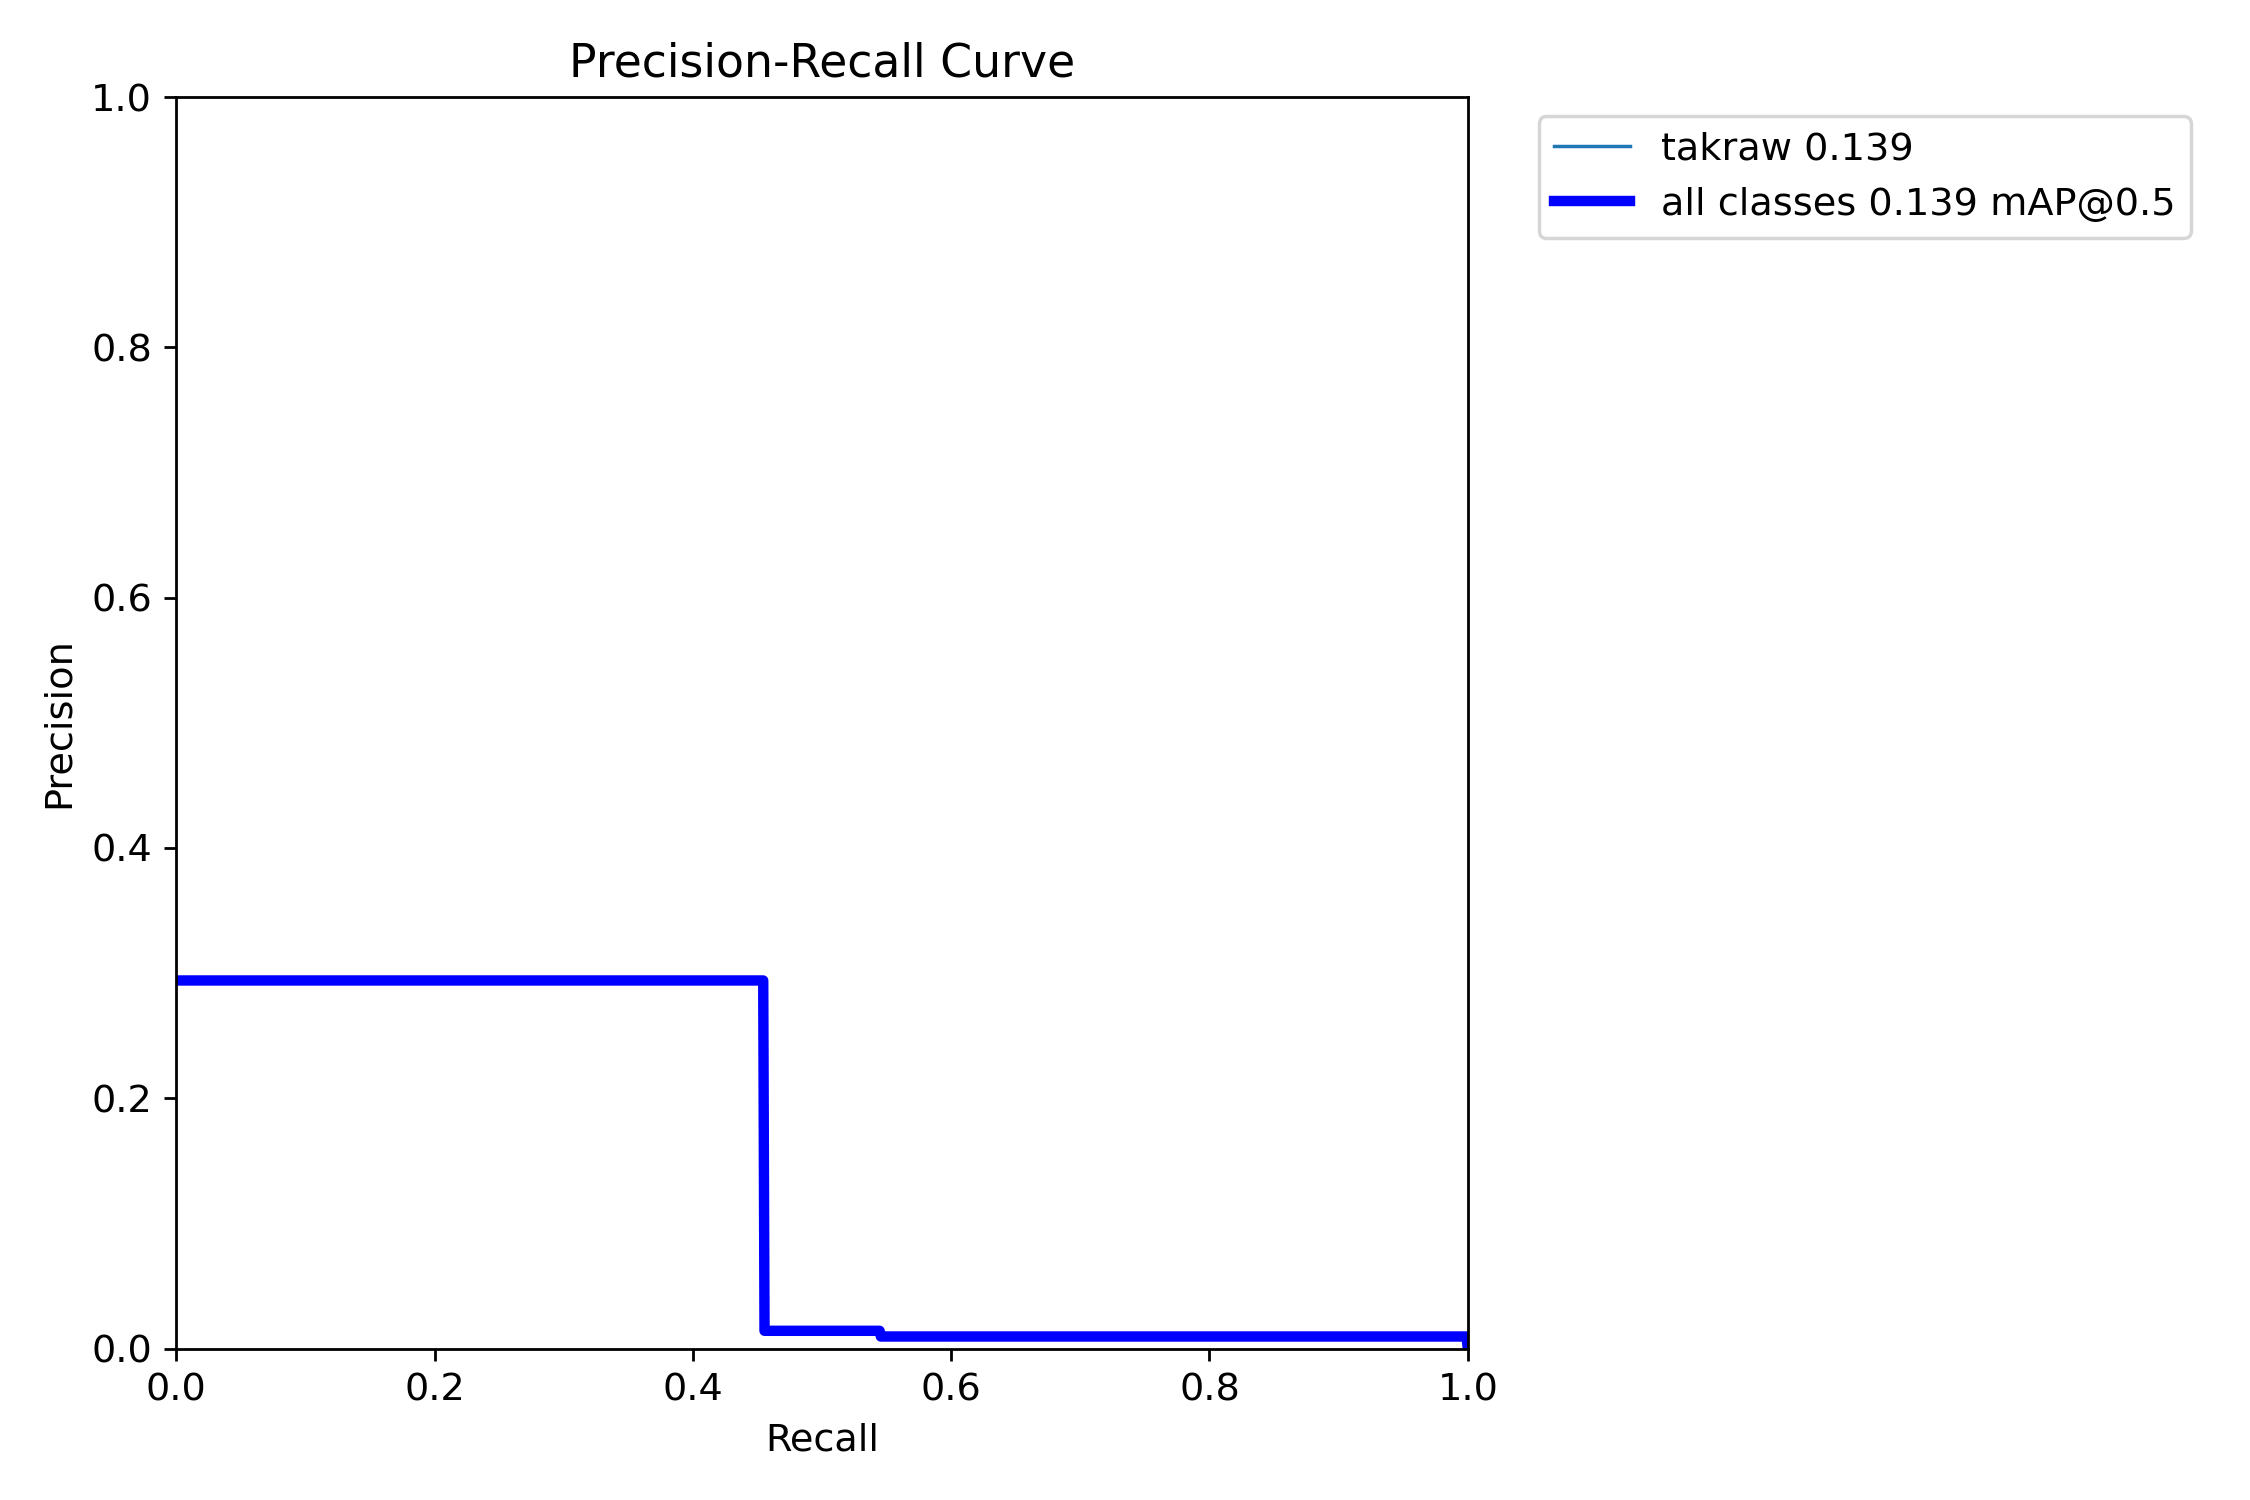 Precision-Recall Curve
1.0
0.8
0.6
0.4
0.2
0.0
Precision
0.0 0.2 0.4 0.6 0.8 1.0
Recall
takraw 0.139
all classes 0.139 mAP@0.5